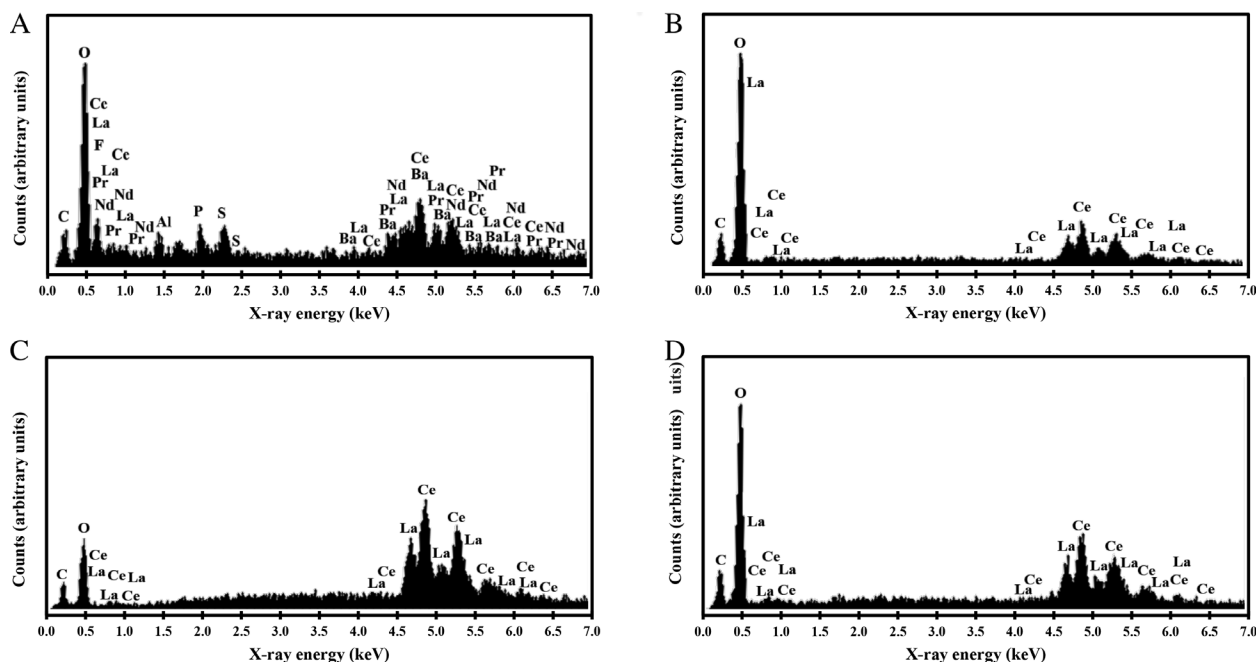 A
Counts (arbitrary units)
O
Ce
La
F
Ce
La
Pr
Nd
Nd
La
C
Pr
Nd
Al
P
S
S
Ce
Pr
Ba
Nd
Nd
La
Pr
Ba
La
Pr
Ba
Ce
Nd
La
Pr
Ce
Ba
La
Ba
Nd
Ce
La
Ce
Pr
Nd
Pr
Nd
La
Ba
Ce
0.0 0.5 1.0 1.5 2.0 2.5 3.0 3.5 4.0 4.5 5.0 5.5 6.0 6.5 7.0
X-ray energy (keV)
B
Counts (arbitrary units)
O
La
Ce
La
C
Ce
Ce
La
Ce
La
La
Ce
La
Ce
La
Ce
La
La
Ce
Ce
0.0 0.5 1.0 1.5 2.0 2.5 3.0 3.5 4.0 4.5 5.0 5.5 6.0 6.5 7.0
X-ray energy (keV)
C
Counts (arbitrary units)
O
Ce
La
C
Ce La
La Ce
Ce
La
La
Ce
La
Ce
La
Ce
La
Ce
La
Ce
0.0 0.5 1.0 1.5 2.0 2.5 3.0 3.5 4.0 4.5 5.0 5.5 6.0 6.5 7.0
X-ray energy (keV)
D
Counts (arbitrary units) uits)
O
La
Ce
La
C
Ce
La
Ce
Ce
La
La
Ce
La
Ce
La
Ce
La
La
Ce
Ce
0.0 0.5 1.0 1.5 2.0 2.5 3.0 3.5 4.0 4.5 5.0 5.5 6.0 6.5 7.0
X-ray energy (keV)